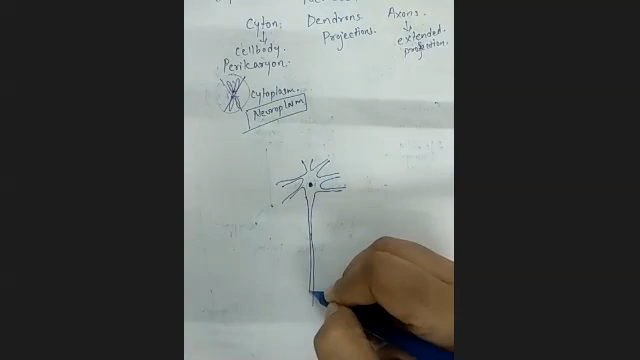 Cyton:
Dendrons
Axons.
cellbody.
Projections.
extended
projection.
Perikaryon.
cytoplasm.
Neuroplasm